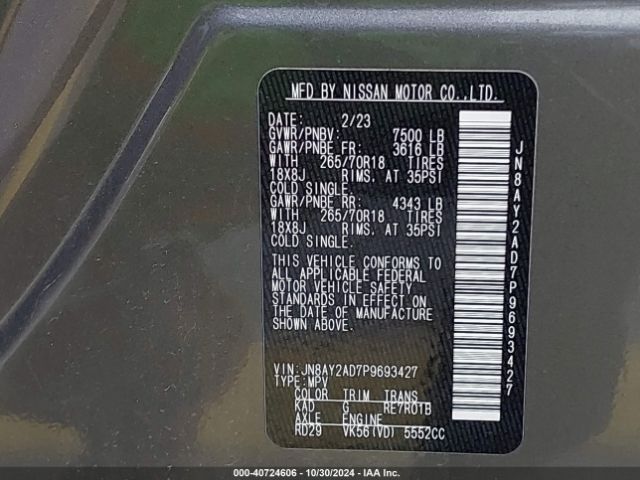 MFD BY NISSAN MOTOR CO.,LTD.
DATE: 2/23
GVWR/PNBV: 7500 LB
GAWR/PNBE FR: 3616 LB
WITH 265/70R18 TIRES
18X8J RIMS. AT 35PSI
COLD SINGLE.
GAWR/PNBE RR: 4343 LB
WITH 265/70R18 TIRES
18X8J RIMS. AT 35PSI
COLD SINGLE.
THIS VEHICLE CONFORMS TO
ALL APPLICABLE FEDERAL
MOTOR VEHICLE SAFETY
STANDARDS IN EFFECT ON
THE DATE OF MANUFACTURE
SHOWN ABOVE.
VIN:JN8AY2AD7P9693427
TYPE:MPV
COLOR TRIM TRANS
KAD G RE7R01B
AXLE ENGINE
RD29 VK56(VD) 5552CC
JN8AY2AD7P9693427
000-40724606 - 10/30/2024 - IAA Inc.